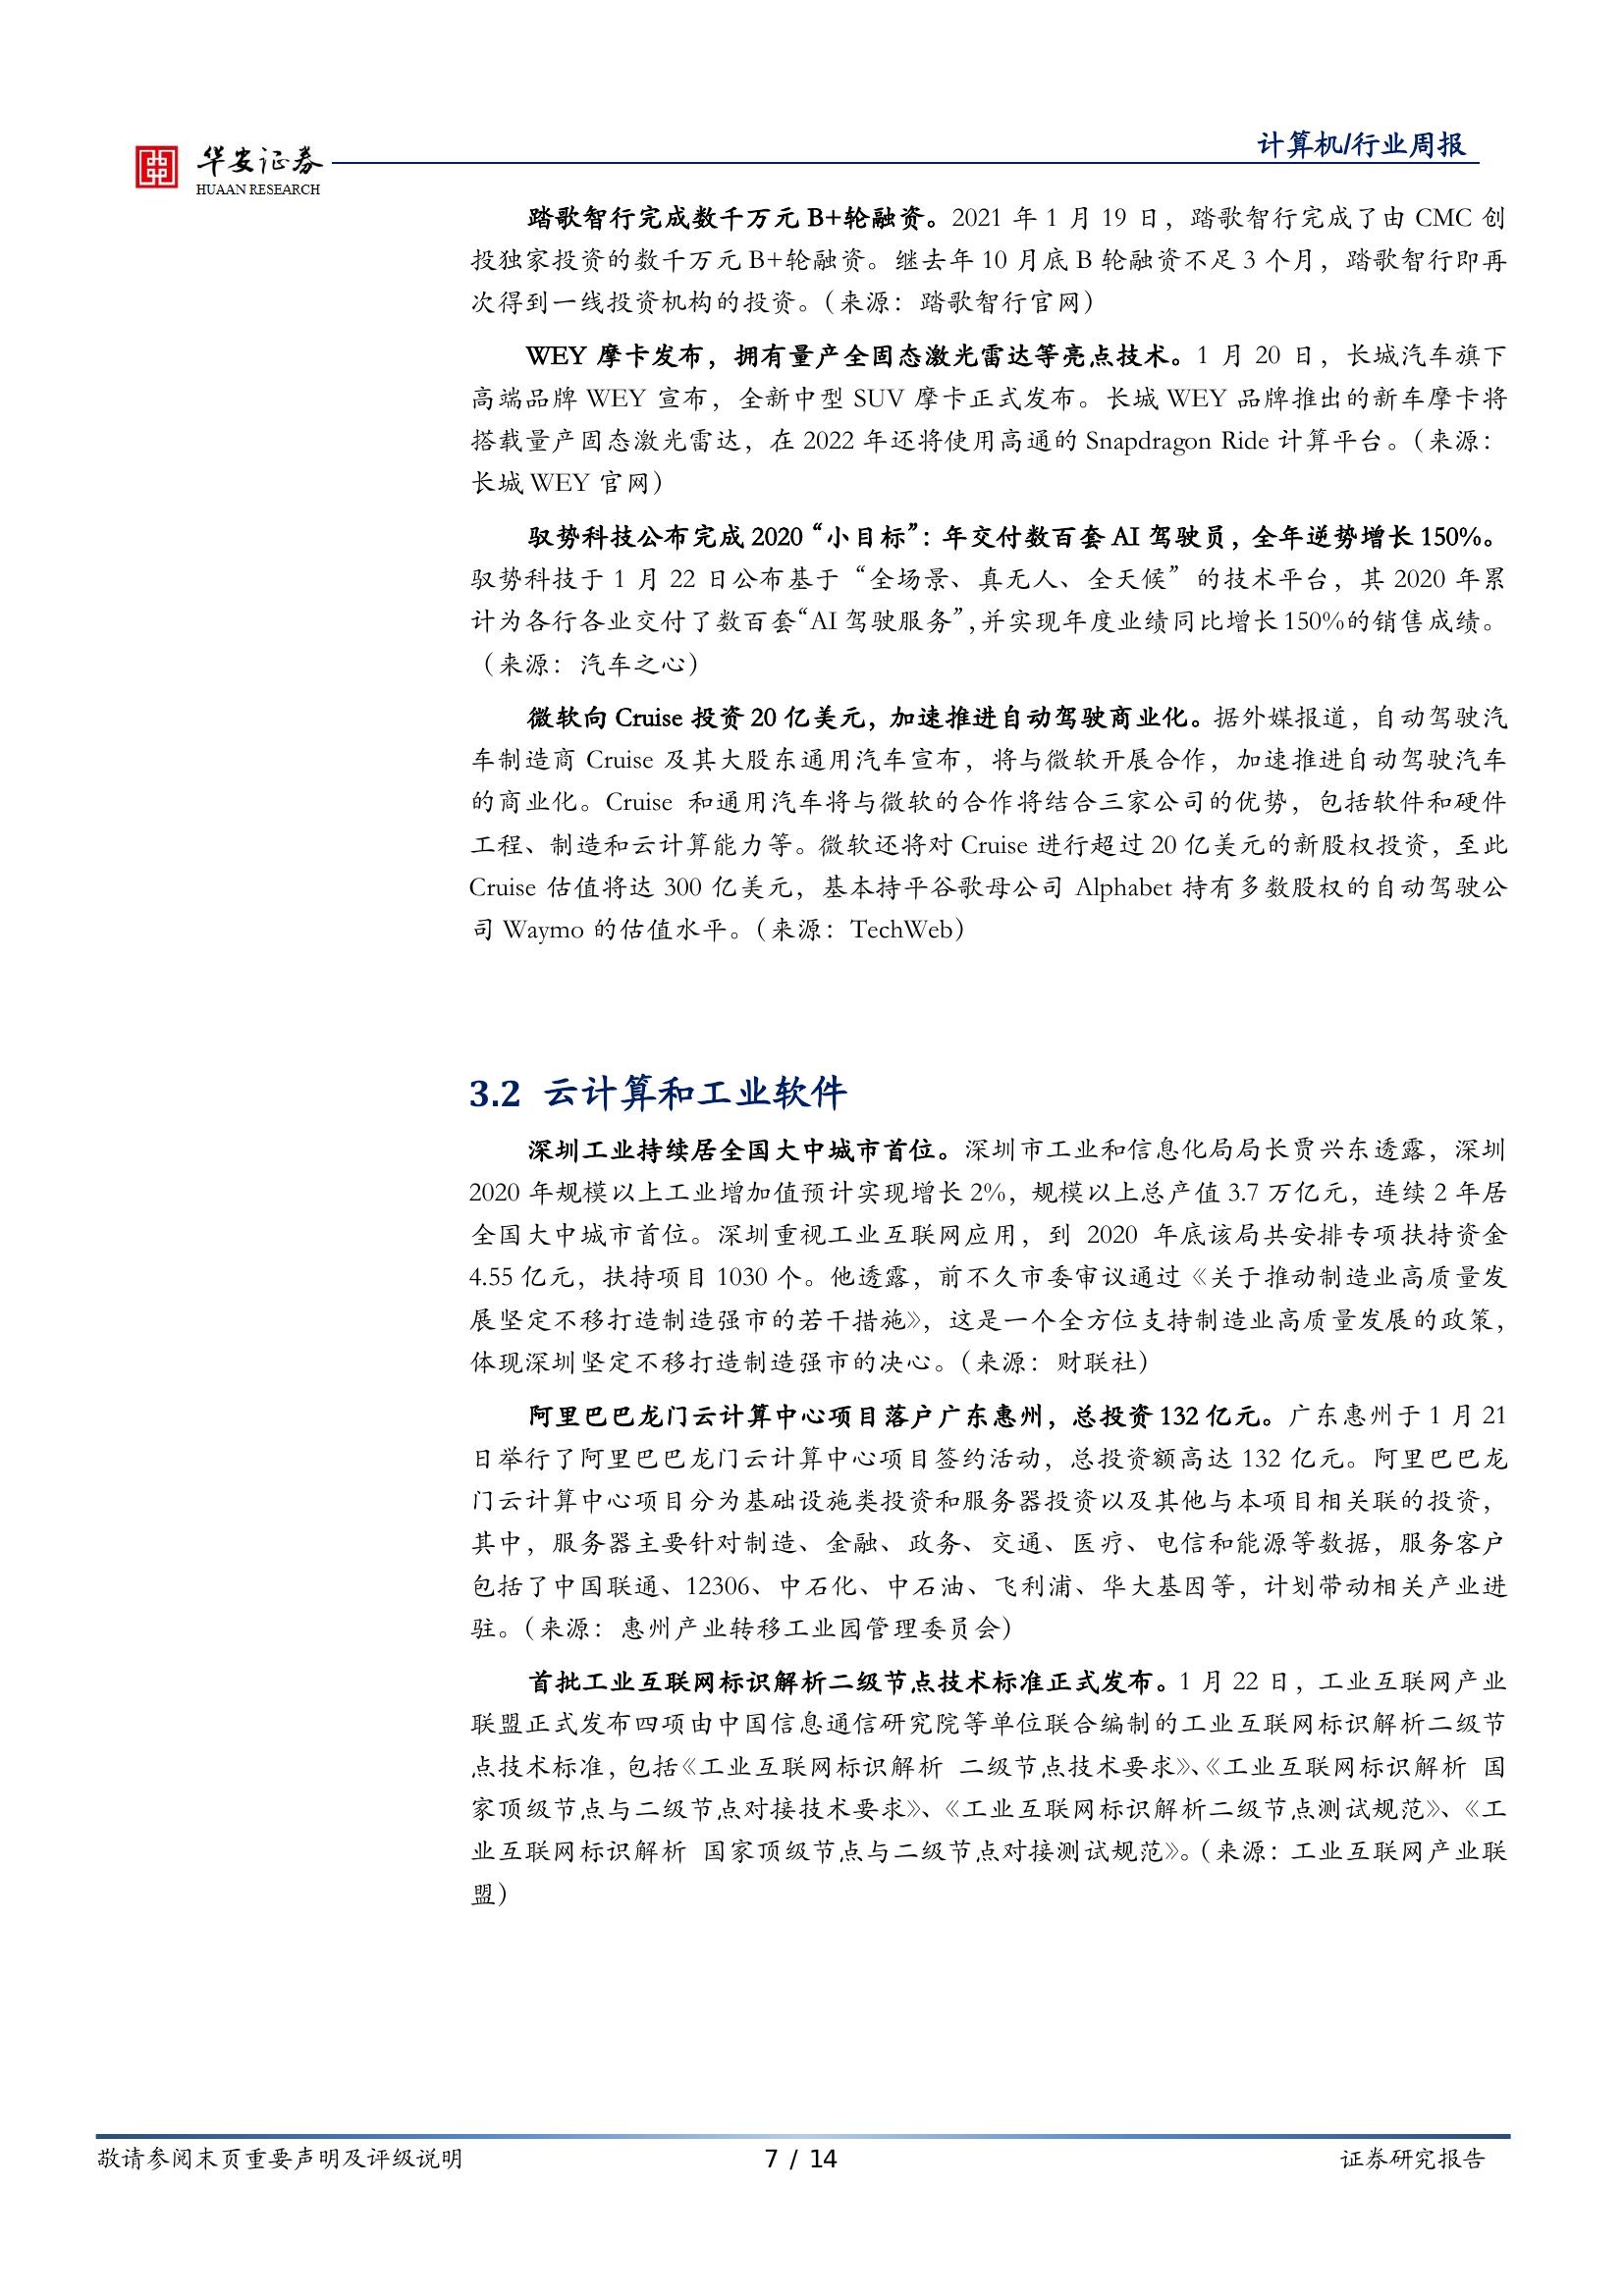 华安证券
HUAAN RESEARCH
计算机/行业周报
踏歌智行完成数千万元 B+轮融资。2021 年 1 月 19 日，踏歌智行完成了由 CMC 创
投独家投资的数千万元 B+轮融资。继去年 10 月底 B 轮融资不足 3 个月，踏歌智行即再
次得到一线投资机构的投资。（来源：踏歌智行官网）
WEY 摩卡发布，拥有量产全固态激光雷达等亮点技术。1 月 20 日，长城汽车旗下
高端品牌 WEY 宣布，全新中型 SUV 摩卡正式发布。长城 WEY 品牌推出的新车摩卡将
搭载量产固态激光雷达，在 2022 年还将使用高通的 Snapdragon Ride 计算平台。（来源：
长城 WEY 官网）
驭势科技公布完成 2020 “小目标”：年交付数百套 AI 驾驶员，全年逆势增长 150%。
驭势科技于 1 月 22 日公布基于“全场景、真无人、全天候”的技术平台，其 2020 年累
计为各行各业交付了数百套“AI 驾驶服务”，并实现年度业绩同比增长 150%的销售成绩。
（来源：汽车之心）
微软向 Cruise 投资 20 亿美元，加速推进自动驾驶商业化。据外媒报道，自动驾驶汽
车制造商 Cruise 及其大股东通用汽车宣布，将与微软开展合作，加速推进自动驾驶汽车
的商业化。Cruise 和通用汽车将与微软的合作将结合三家公司的优势，包括软件和硬件
工程、制造和云计算能力等。微软还将对 Cruise 进行超过 20 亿美元的新股权投资，至此
Cruise 估值将达 300 亿美元，基本持平谷歌母公司 Alphabet 持有多数股权的自动驾驶公
司 Waymo 的估值水平。（来源：TechWeb）
3.2 云计算和工业软件
深圳工业持续居全国大中城市首位。深圳市工业和信息化局局长贾兴东透露，深圳
2020 年规模以上工业增加值预计实现增长 2%，规模以上总产值 3.7 万亿元，连续 2 年居
全国大中城市首位。深圳重视工业互联网应用，到 2020 年底该局共安排专项扶持资金
4.55 亿元，扶持项目 1030 个。他透露，前不久市委审议通过《关于推动制造业高质量发
展坚定不移打造制造强市的若干措施》，这是一个全方位支持制造业高质量发展的政策，
体现深圳坚定不移打造制造强市的决心。（来源：财联社）
阿里巴巴龙门云计算中心项目落户广东惠州，总投资 132 亿元。广东惠州于 1 月 21
日举行了阿里巴巴龙门云计算中心项目签约活动，总投资额高达 132 亿元。阿里巴巴龙
门云计算中心项目分为基础设施类投资和服务器投资以及其他与本项目相关联的投资，
其中，服务器主要针对制造、金融、政务、交通、医疗、电信和能源等数据，服务客户
包括了中国联通、12306、中石化、中石油、飞利浦、华大基因等，计划带动相关产业进
驻。（来源：惠州产业转移工业园管理委员会）
首批工业互联网标识解析二级节点技术标准正式发布。1 月 22 日，工业互联网产业
联盟正式发布四项由中国信息通信研究院等单位联合编制的工业互联网标识解析二级节
点技术标准，包括《工业互联网标识解析 二级节点技术要求》、《工业互联网标识解析 国
家顶级节点与二级节点对接技术要求》、《工业互联网标识解析二级节点测试规范》、《工
业互联网标识解析 国家顶级节点与二级节点对接测试规范》。（来源：工业互联网产业联
盟）
敬请参阅末页重要声明及评级说明
7 / 14
证券研究报告